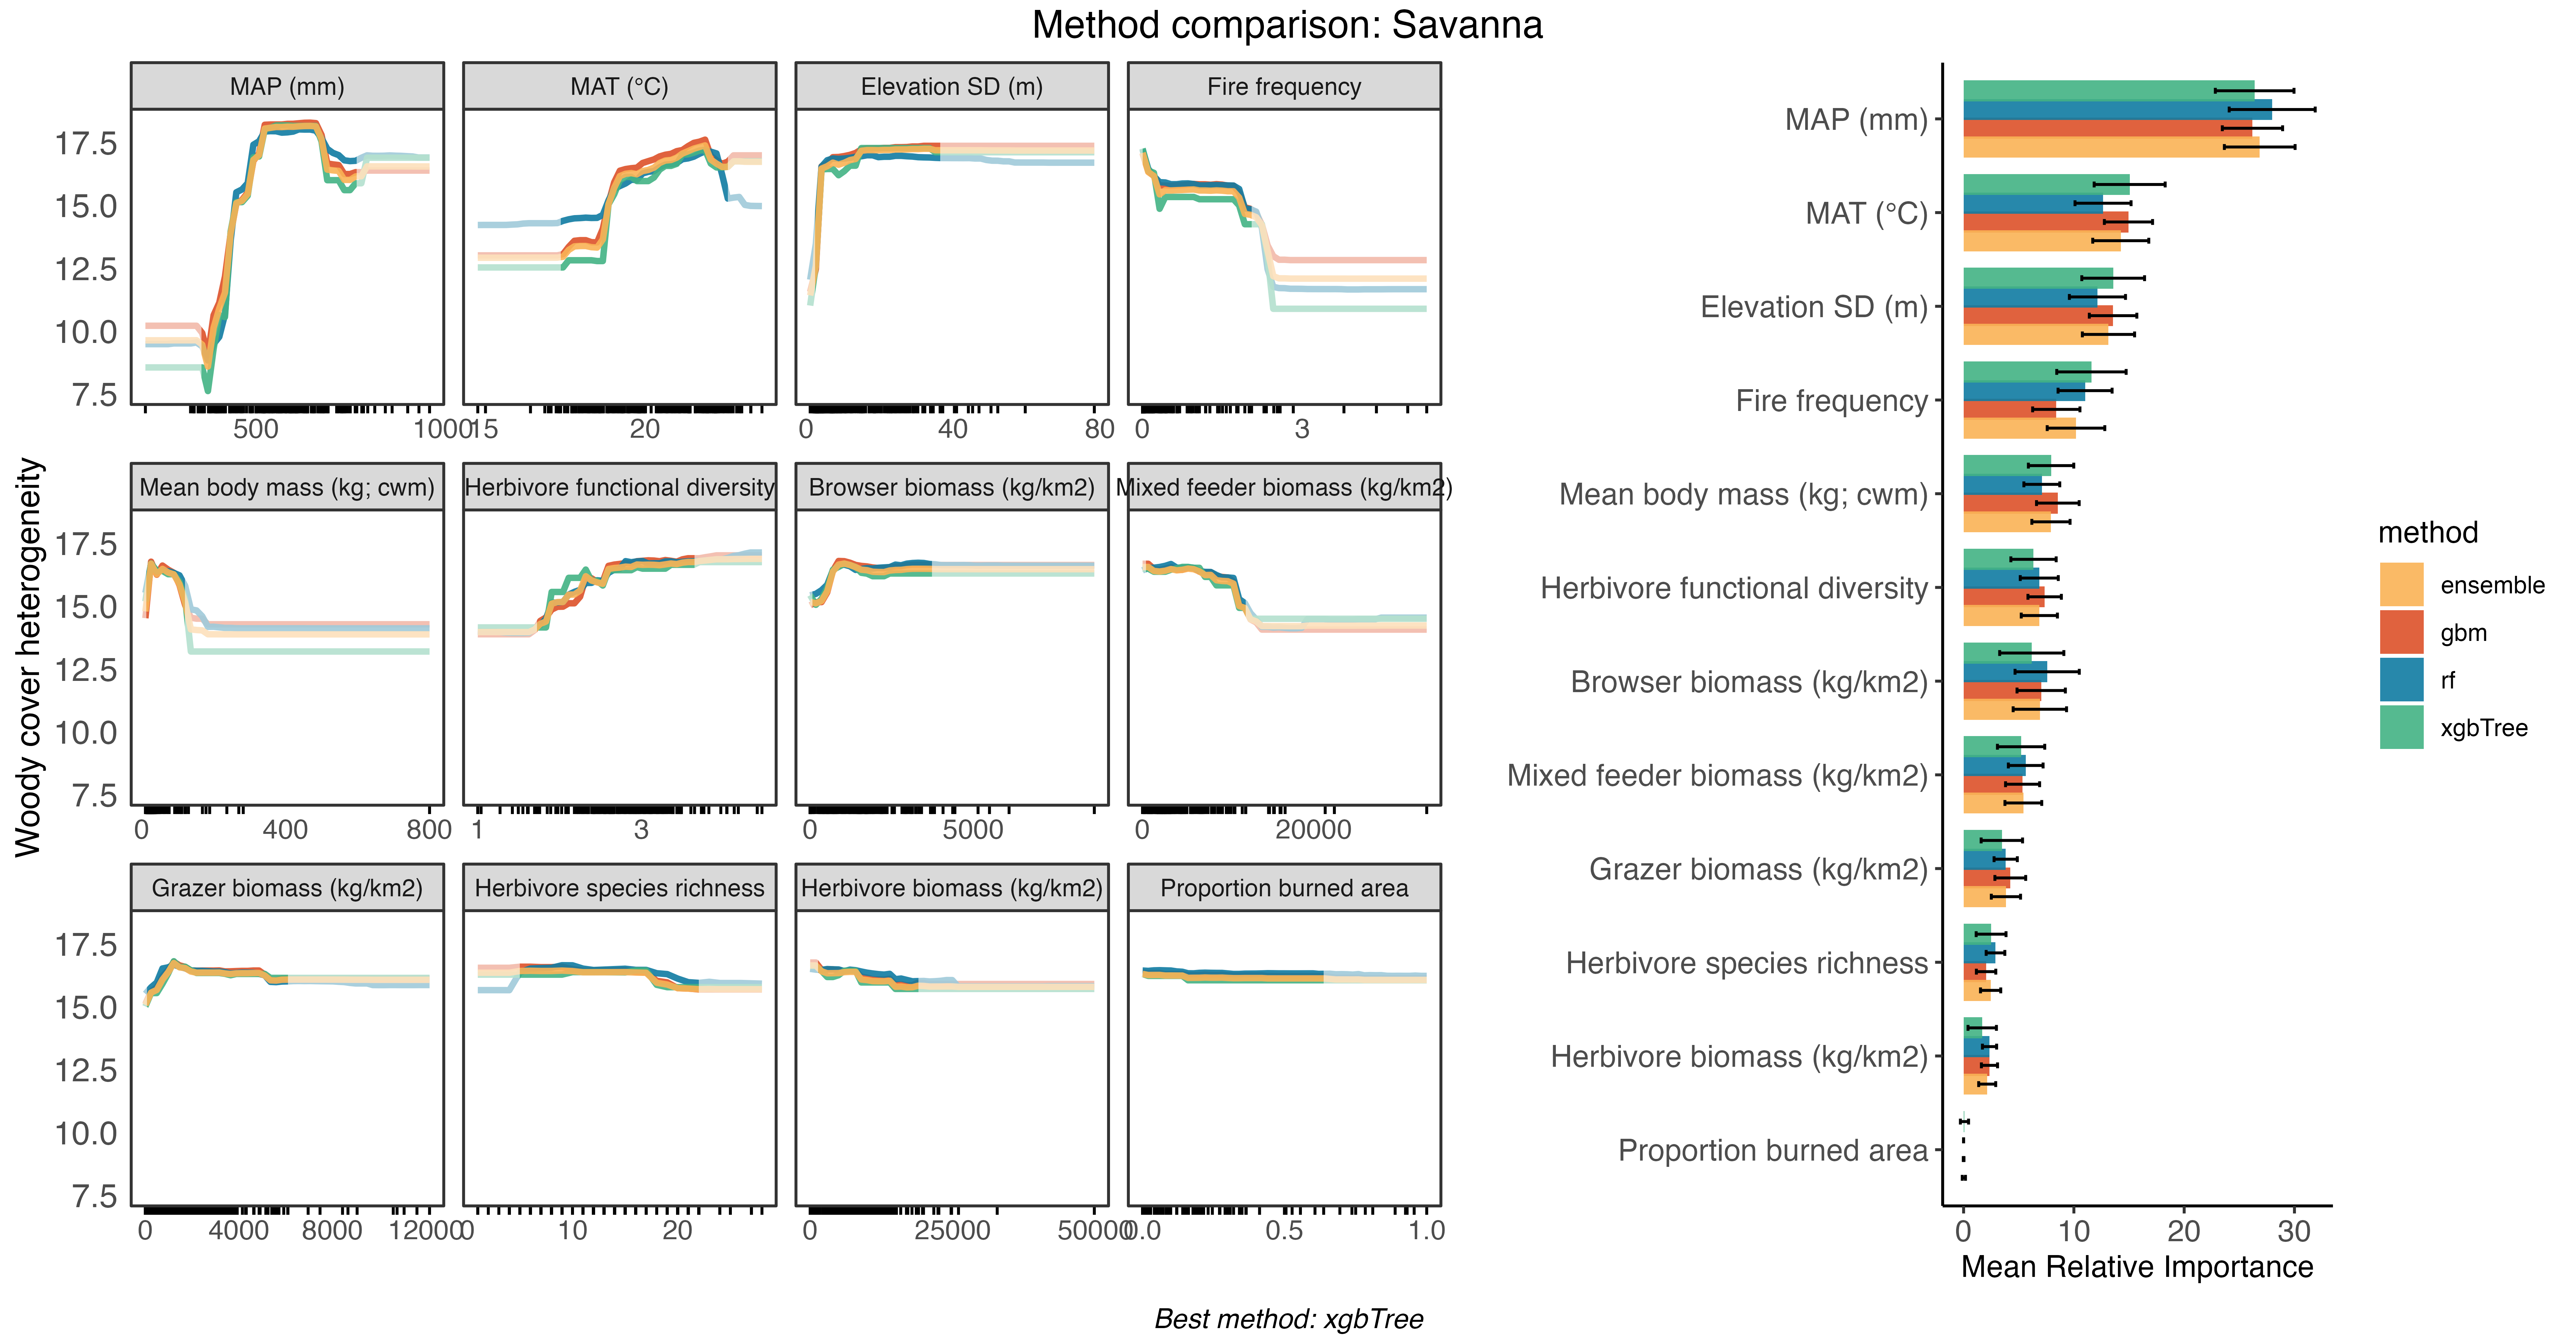 Method comparison: Savanna
MAP (mm)
MAT (°C)
Elevation SD (m)
Fire frequency
17.5
15.0
12.5
10.0
7.5
500
1000
15
20
0
40
80
0
3
Woody cover heterogeneity
Mean body mass (kg; cwm)
Herbivore functional diversity
Browser biomass (kg/km2)
Mixed feeder biomass (kg/km2)
17.5
15.0
12.5
10.0
7.5
0
400
800
1
3
0
5000
0
20000
Grazer biomass (kg/km2)
Herbivore species richness
Herbivore biomass (kg/km2)
Proportion burned area
17.5
15.0
12.5
10.0
7.5
0
4000
8000
12000
0
10
20
0
25000
50000
0.0
0.5
1.0
MAP (mm)
MAT (°C)
Elevation SD (m)
Fire frequency
Mean body mass (kg; cwm)
Herbivore functional diversity
Browser biomass (kg/km2)
Mixed feeder biomass (kg/km2)
Grazer biomass (kg/km2)
Herbivore species richness
Herbivore biomass (kg/km2)
Proportion burned area
0
10
20
30
Mean Relative Importance
method
ensemble
gbm
rf
xgbTree
Best method: xgbTree